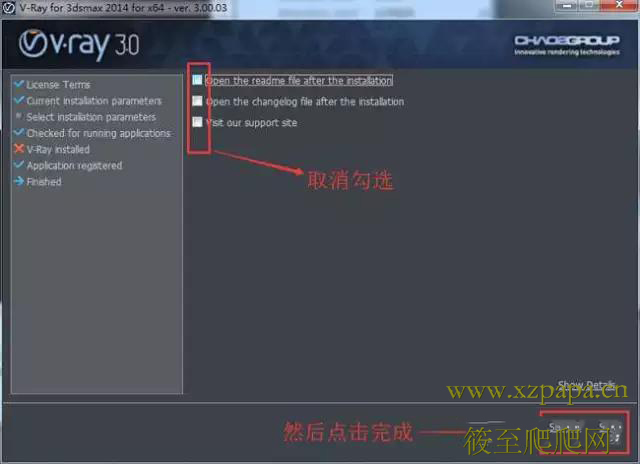 V-Ray for 3dsmax 2014 for x64 - ver. 3.00.03
v·ray 3.0
CHAOSGROUP
innovative rendering technologies
License Terms
Current installation parameters
Select installation parameters
Checked for running applications
V-Ray installed
Application registered
Finished
Open the readme file after the installation
Open the changelog file after the installation
Visit our support site
取消勾选
Show Details
www.xzpapa.cn
然后点击完成
筱至爬爬网